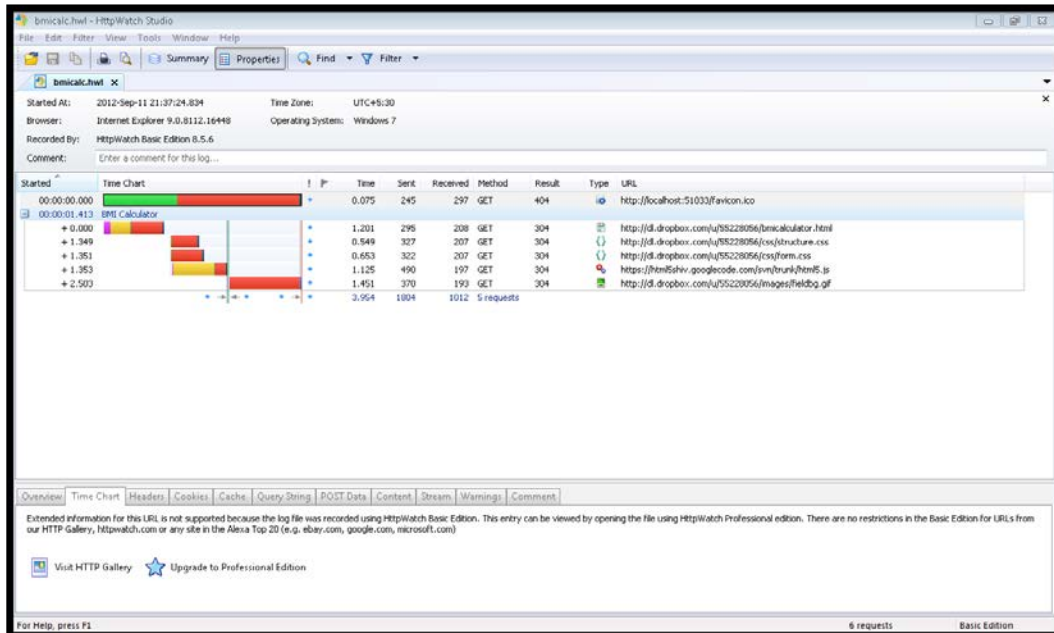 bmicalc.hwl - HttpWatch Studio
File Edit Filter View Tools Window Help
Summary Properties Find Filter
bmicalc.hwl X
Started At: 2012-Sep-11 21:37:24.834 Time Zone: UTC+5:30
Browser: Internet Explorer 9.0.8112.16448 Operating System: Windows 7
Recorded By: HttpWatch Basic Edition 8.5.6
Comment: Enter a comment for this log...
Started Time Chart ! Time Sent Received Method Result Type URL
00:00:00.000 0.075 245 297 GET 404 http://localhost:51033/favicon.ico
00:00:01.413 BMI Calculator
+ 0.000 1.201 295 208 GET 304 http://dl.dropbox.com/u/55228056/bmicalculator.html
+ 1.349 0.549 327 207 GET 304 http://dl.dropbox.com/u/55228056/css/structure.css
+ 1.351 0.653 322 207 GET 304 http://dl.dropbox.com/u/55228056/css/form.css
+ 1.353 1.125 490 197 GET 304 https://html5shiv.googlecode.com/svn/trunk/html5.js
+ 2.503 1.451 370 193 GET 304 http://dl.dropbox.com/u/55228056/images/fieldbg.gif
3.954 1804 1012 5 requests
Overview Time Chart Headers Cookies Cache Query String POST Data Content Stream Warnings Comment
Extended information for this URL is not supported because the log file was recorded using HttpWatch Basic Edition. This entry can be viewed by opening the file using HttpWatch Professional edition. There are no restrictions in the Basic Edition for URLs from
our HTTP Gallery, httpwatch.com or any site in the Alexa Top 20 (e.g. ebay.com, google.com, microsoft.com)
Visit HTTP Gallery Upgrade to Professional Edition
For Help, press F1 6 requests Basic Edition